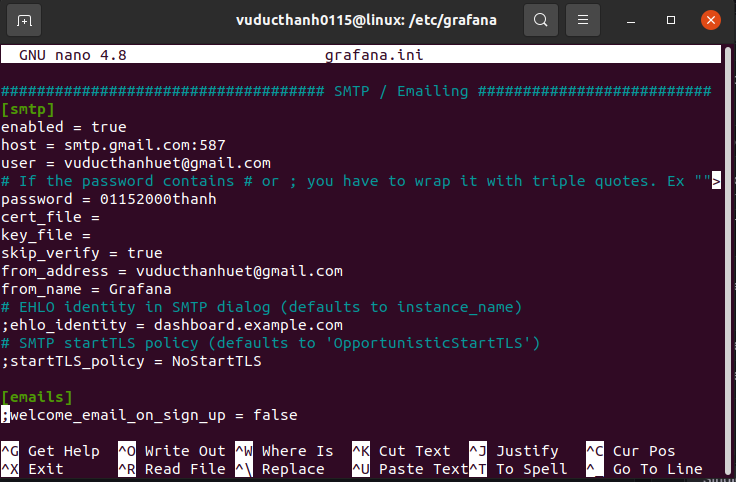 vuducthanh0115@linux: /etc/grafana
GNU nano 4.8 grafana.ini
#################################### SMTP / Emailing ##########################
[smtp]
enabled = true
host = smtp.gmail.com:587
user = vuducthanhuet@gmail.com
# If the password contains # or ; you have to wrap it with triple quotes. Ex "">
password = 01152000thanh
cert_file =
key_file =
skip_verify = true
from_address = vuducthanhuet@gmail.com
from_name = Grafana
# EHLO identity in SMTP dialog (defaults to instance_name)
;ehlo_identity = dashboard.example.com
# SMTP startTLS policy (defaults to 'OpportunisticStartTLS')
;startTLS_policy = NoStartTLS
[emails]
;welcome_email_on_sign_up = false
^G Get Help ^O Write Out ^W Where Is ^K Cut Text ^J Justify ^C Cur Pos
^X Exit ^R Read File ^\ Replace ^U Paste Text ^T To Spell ^_ Go To Line